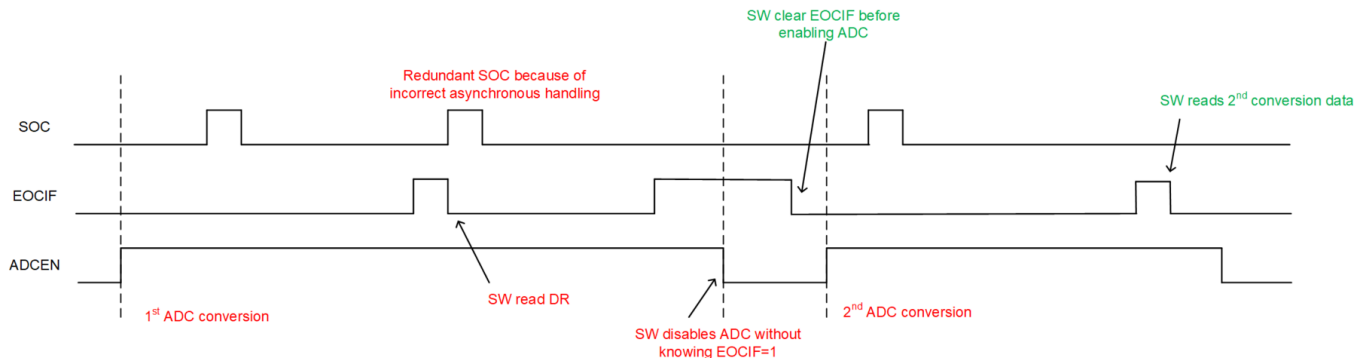 SW clear EOCIF before
enabling ADC
Redundant SOC because of
incorrect asynchronous handling
SW reads 2nd conversion data
SOC
EOCIF
ADCEN
SW read DR
1st ADC conversion
SW disables ADC without
knowing EOCIF=1
2nd ADC conversion